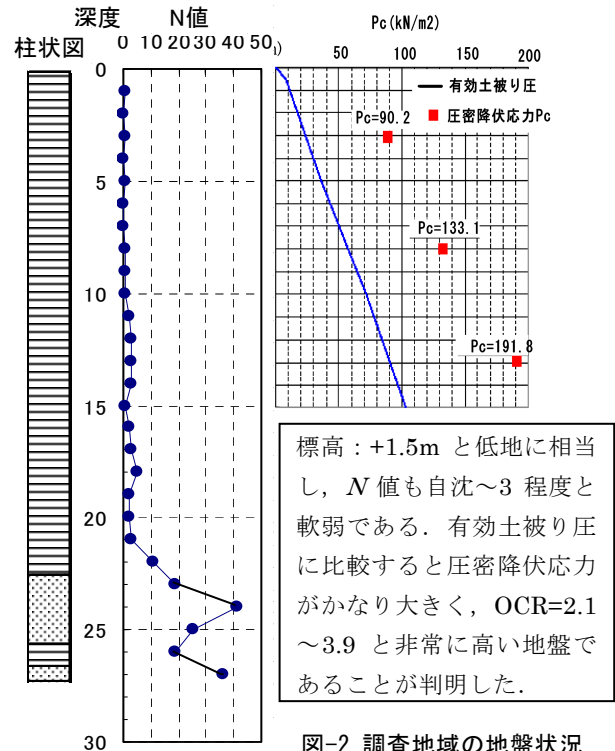 深度 N値
柱状図
0 10 20 30 40 50
0
5
10
15
20
25
30
Pc(kN/m2)
) 50 100 150 200
有効土被り圧
圧密降伏応力Pc
Pc=90.2
Pc=133.1
Pc=191.8
標高：+1.5m と低地に相当
し，N 値も自沈～3 程度と
軟弱である．有効土被り圧
に比較すると圧密降伏応力
がかなり大きく，OCR=2.1
～3.9 と非常に高い地盤で
あることが判明した．
図-2 調査地域の地盤状況